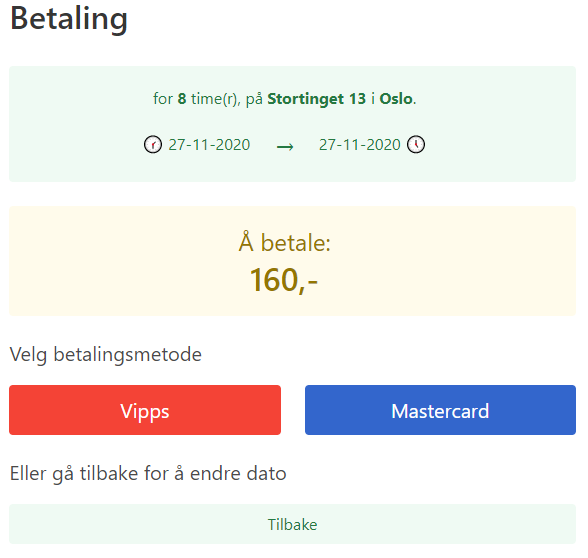 Betaling
for 8 time(r), på Stortinget 13 i Oslo.
27-11-2020 → 27-11-2020
Å betale:
160,-
Velg betalingsmetode
Vipps Mastercard
Eller gå tilbake for å endre dato
Tilbake